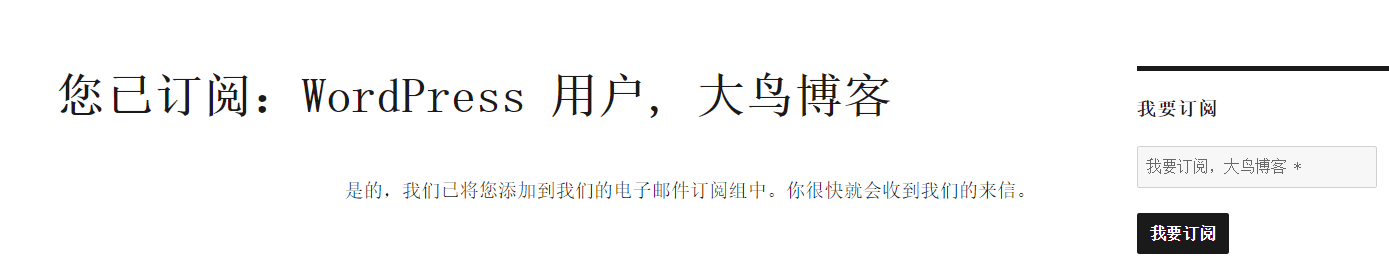 您已订阅：WordPress 用户, 大鸟博客
是的，我们已将您添加到我们的电子邮件订阅组中。你很快就会收到我们的来信。
我要订阅
我要订阅，大鸟博客 *
我要订阅